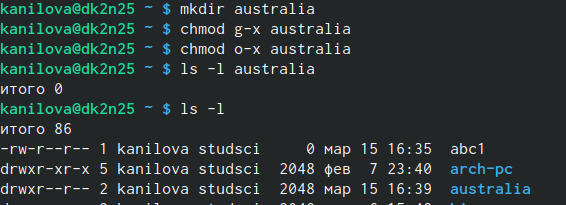 kanilova@dk2n25 ~ $ mkdir australia
kanilova@dk2n25 ~ $ chmod g-x australia
kanilova@dk2n25 ~ $ chmod o-x australia
kanilova@dk2n25 ~ $ ls -l australia
итого 0
kanilova@dk2n25 ~ $ ls -l
итого 86
-rw-r--r-- 1 kanilova studsci    0 мар 15 16:35  abc1
drwxr-xr-x 5 kanilova studsci 2048 фев  7 23:40  arch-pc
drwxr--r-- 2 kanilova studsci 2048 мар 15 16:39  australia